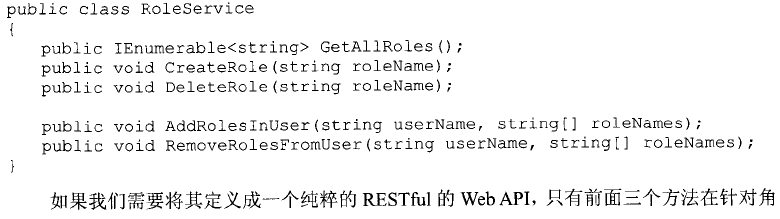 public class RoleService
{
public IEnumerable<string> GetAllRoles();
public void CreateRole(string roleName);
public void DeleteRole(string roleName);
public void AddRolesInUser(string userName, string[] roleNames);
public void RemoveRolesFromUser(string userName, string[] roleNames);
}
如果我们需要将其定义成一个纯粹的 RESTful 的 Web API，只有前面三个方法在针对角